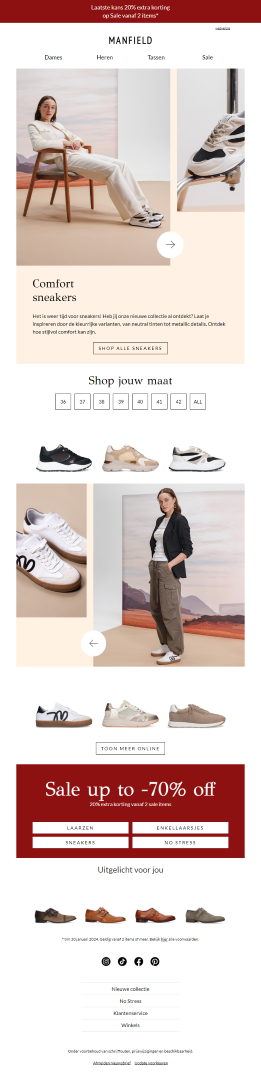 Laatste kans 20% extra korting
op Sale vanaf 2 items*
MANFIELD
Dames Heren Tassen Sale
Comfort
sneakers
Het is weer tijd voor sneakers! Heb jij onze nieuwe collectie al ontdekt? Laat je
inspireren door de kleurrijke varianten, van neutral tinten tot metallic details. Ontdek
hoe stijlvol comfort kan zijn.
SHOP ALLE SNEAKERS
Shop jouw maat
36 37 38 39 40 41 42 ALL
TOON MEER ONLINE
Sale up to -70% off
20% extra korting vanaf 2 sale items
LAARZEN ENKELLAARSJES
SNEAKERS NO STRESS
Uitgelicht voor jou
*T/m 30 januari 2024. Geldig vanaf 2 items of meer. Bekijk hier alle voorwaarden.
Nieuwe collectie
No Stress
Klantenservice
Winkels
Onder voorbehoud van schrijffouten, prijswijzigingen en beschikbaarheid.
Afmelden nieuwsbrief Update voorkeuren